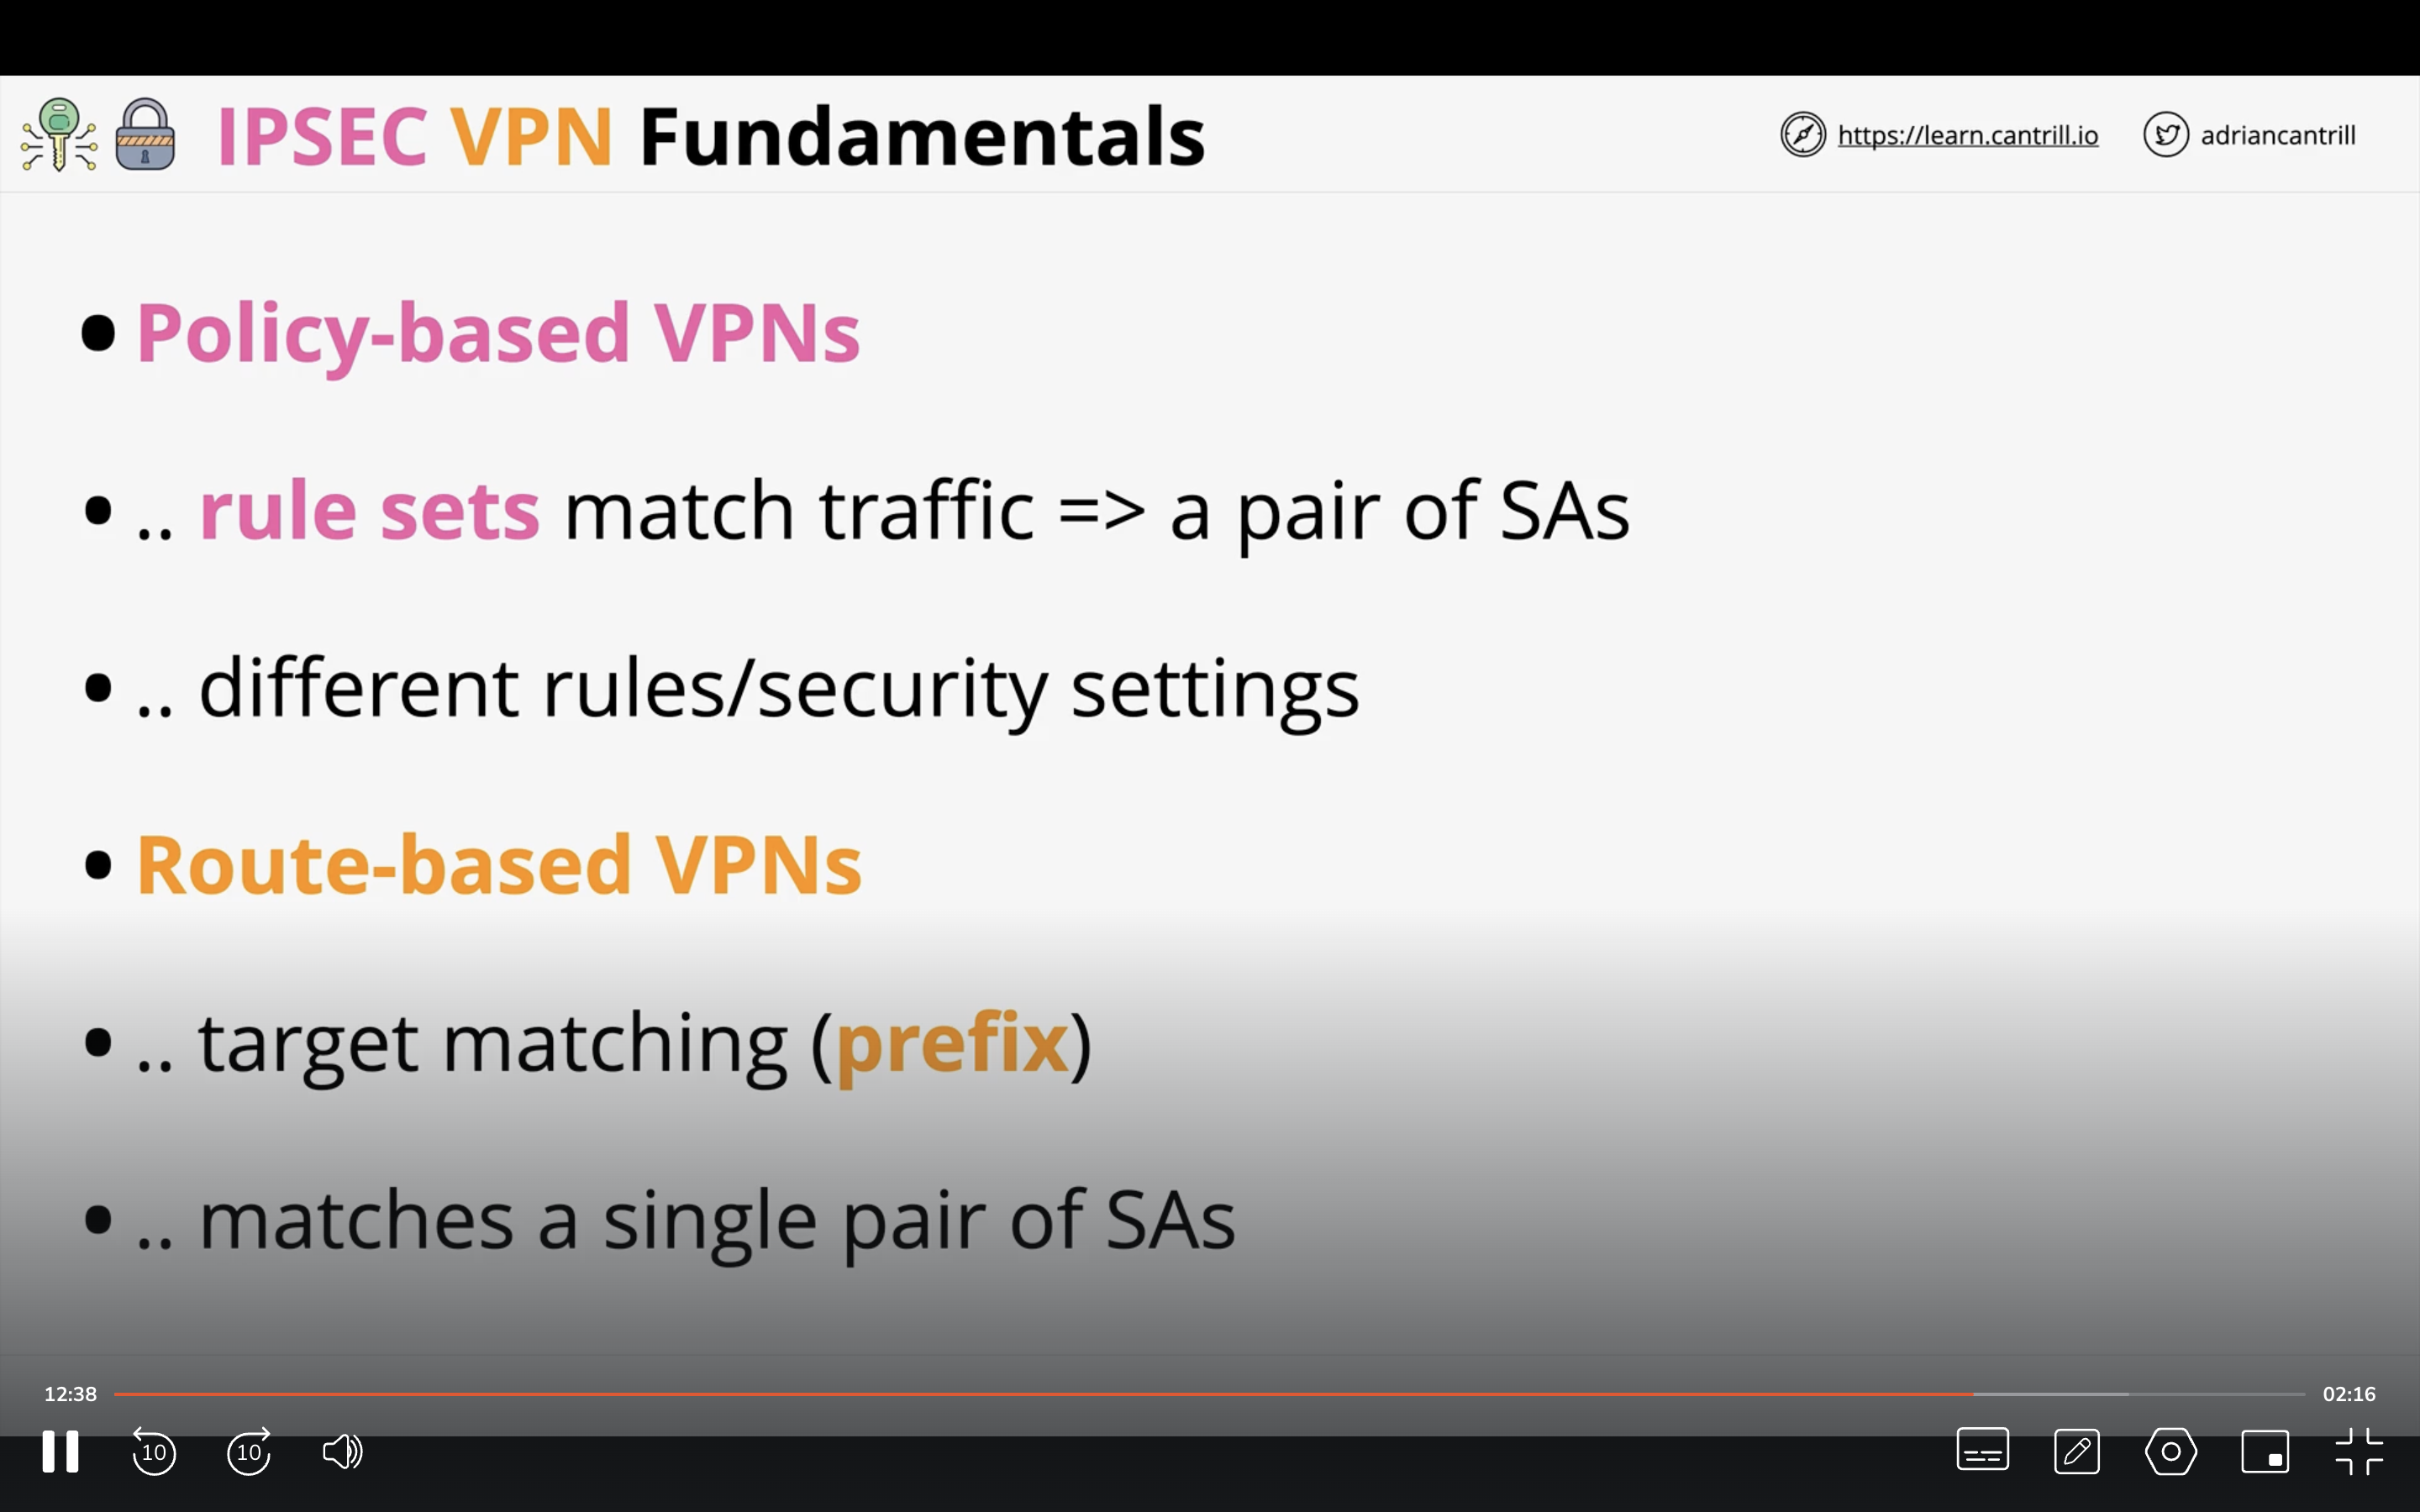 IPSEC VPN Fundamentals
https://learn.cantrill.io
adriancantrill
• Policy-based VPNs
• .. rule sets match traffic => a pair of SAs
• .. different rules/security settings
• Route-based VPNs
• .. target matching (prefix)
• .. matches a single pair of SAs
12:38
02:16
10
10